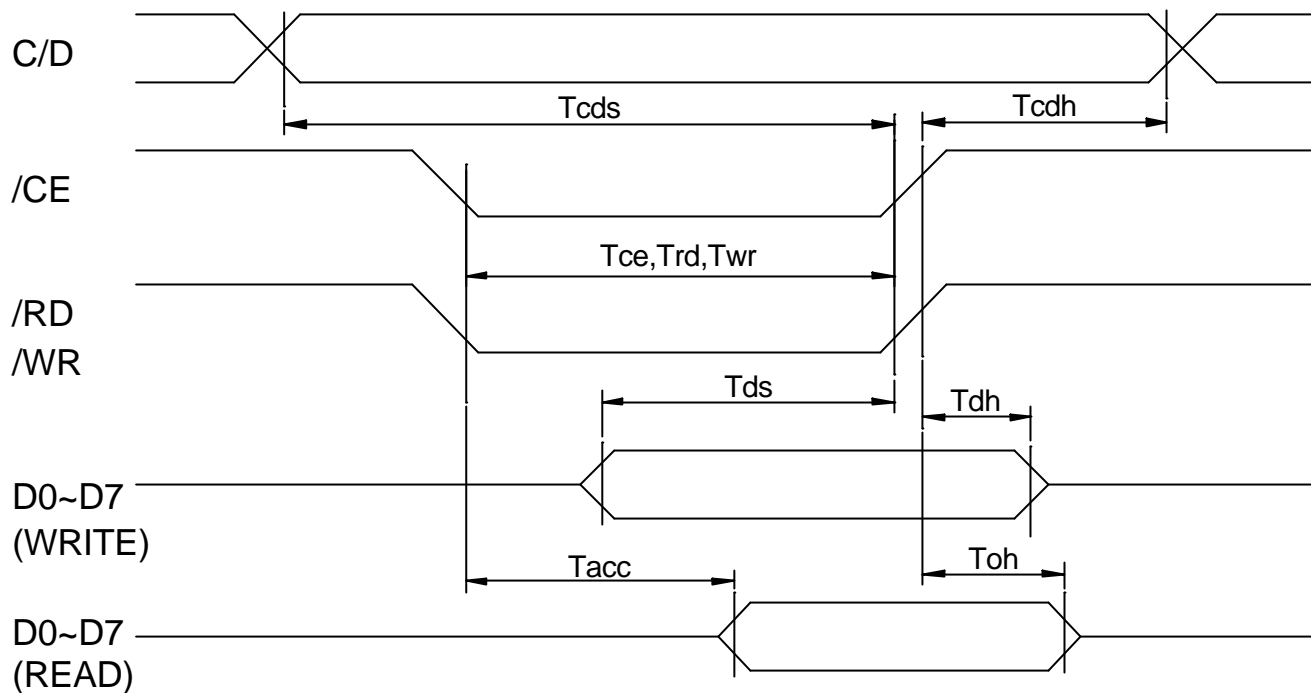 C/D
Tcds
Tcdh
/CE
Tce,Trd,Twr
/RD
/WR
Tds
Tdh
D0~D7
(WRITE)
Tacc
Toh
D0~D7
(READ)